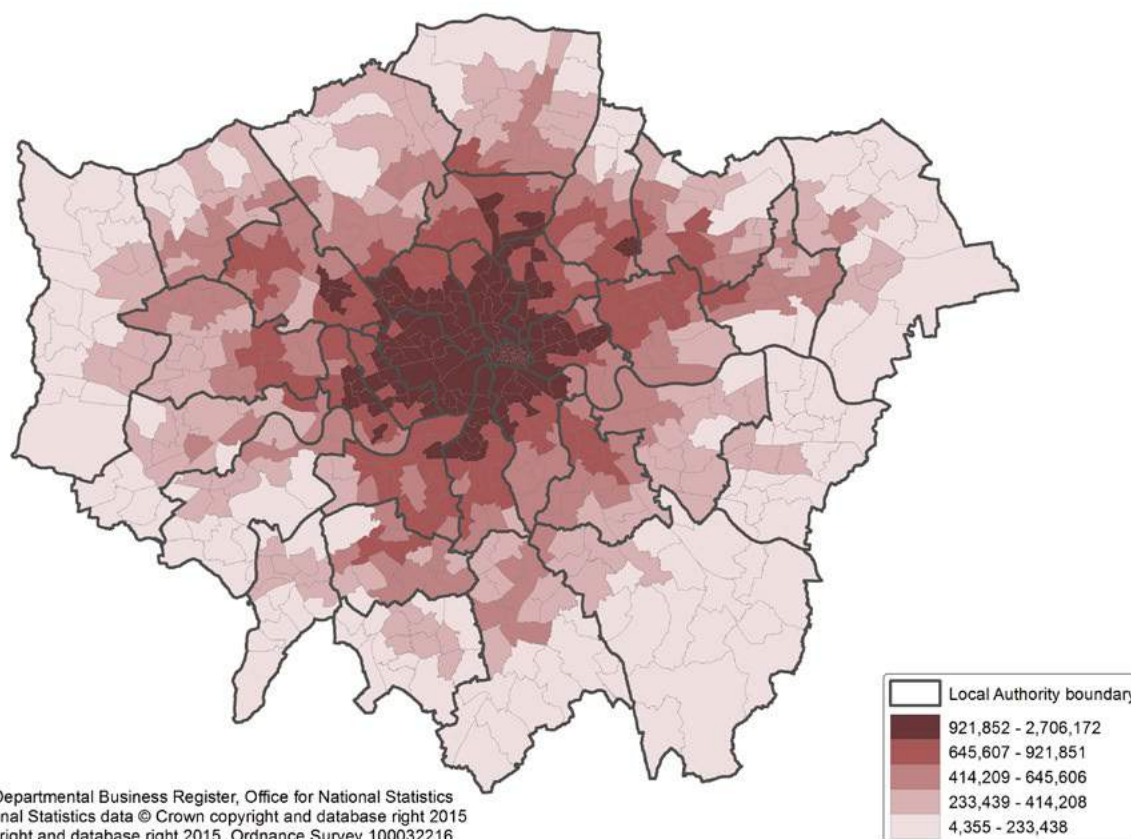 Local Authority boundary
921,852 - 2,706,172
645,607 - 921,851
414,209 - 645,606
233,439 - 414,208
4,355 - 233,438
Departmental Business Register, Office for National Statistics
nal Statistics data © Crown copyright and database right 2015
right and database right 2015. Ordnance Survey 100032216